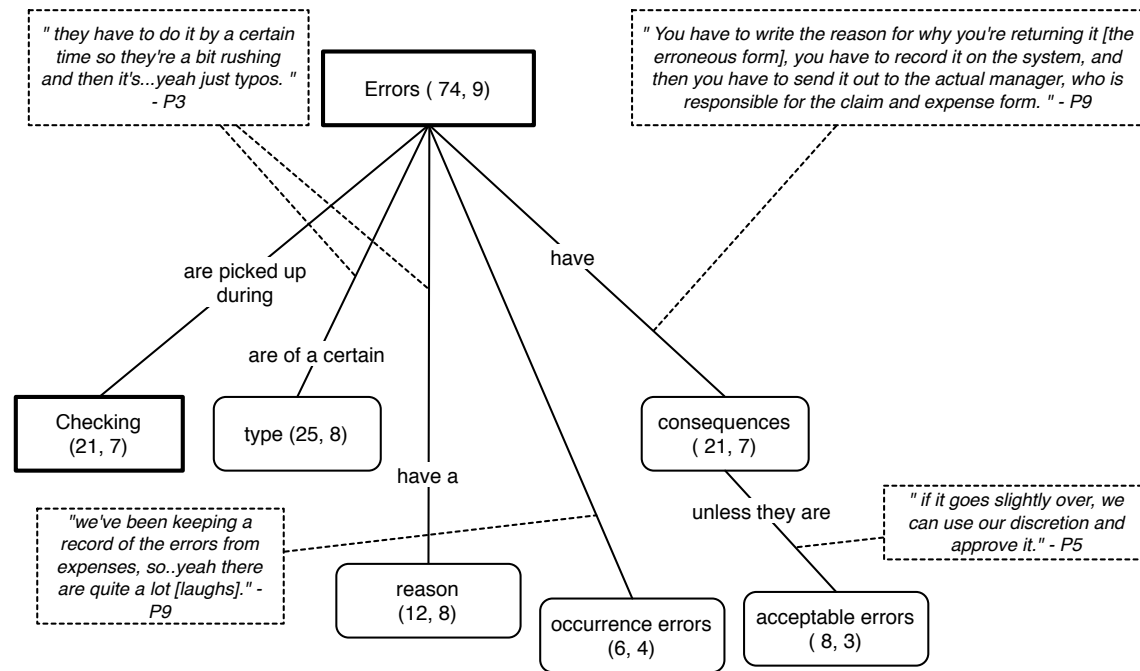 " they have to do it by a certain
time so they're a bit rushing
and then it's...yeah just typos. "
- P3
Errors ( 74, 9)
" You have to write the reason for why you're returning it [the
erroneous form], you have to record it on the system, and
then you have to send it out to the actual manager, who is
responsible for the claim and expense form. " - P9
are picked up
during
have
are of a certain
Checking
(21, 7)
type (25, 8)
consequences
( 21, 7)
have a
unless they are
"we've been keeping a
record of the errors from
expenses, so..yeah there
are quite a lot [laughs]." -
P9
" if it goes slightly over, we
can use our discretion and
approve it." - P5
reason
(12, 8)
occurrence errors
(6, 4)
acceptable errors
( 8, 3)